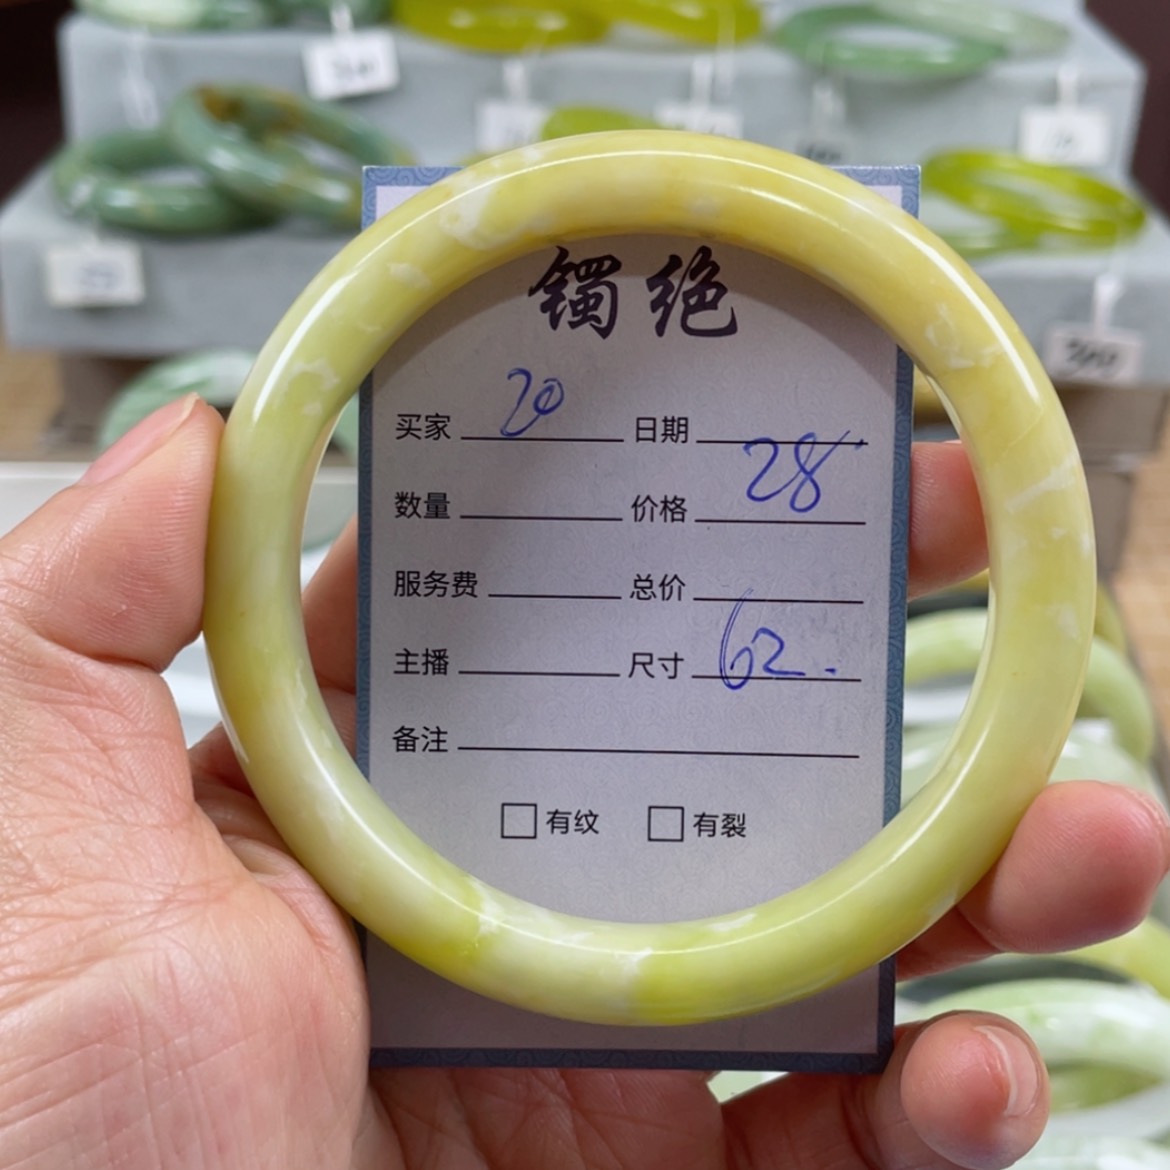 镯绝
买家 20 日期
数量 价格 28
服务费 总价
主播 尺寸 62.
备注
□ 有纹 □ 有裂
300